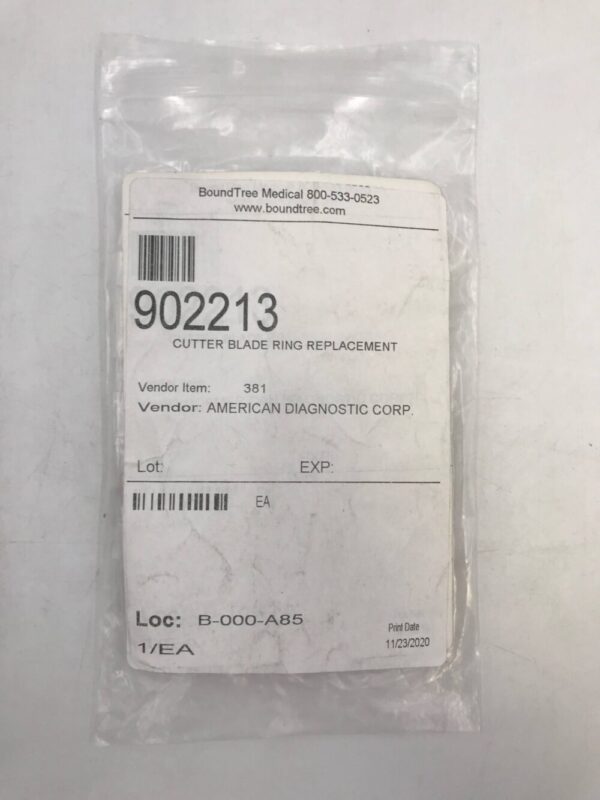 BoundTree Medical 800-533-0523
www.boundtree.com
902213
CUTTER BLADE RING REPLACEMENT
Vendor Item: 381
Vendor: AMERICAN DIAGNOSTIC CORP.
Lot: EXP:
EA
Loc: B-000-A85
Print Date
1/EA 11/23/2020